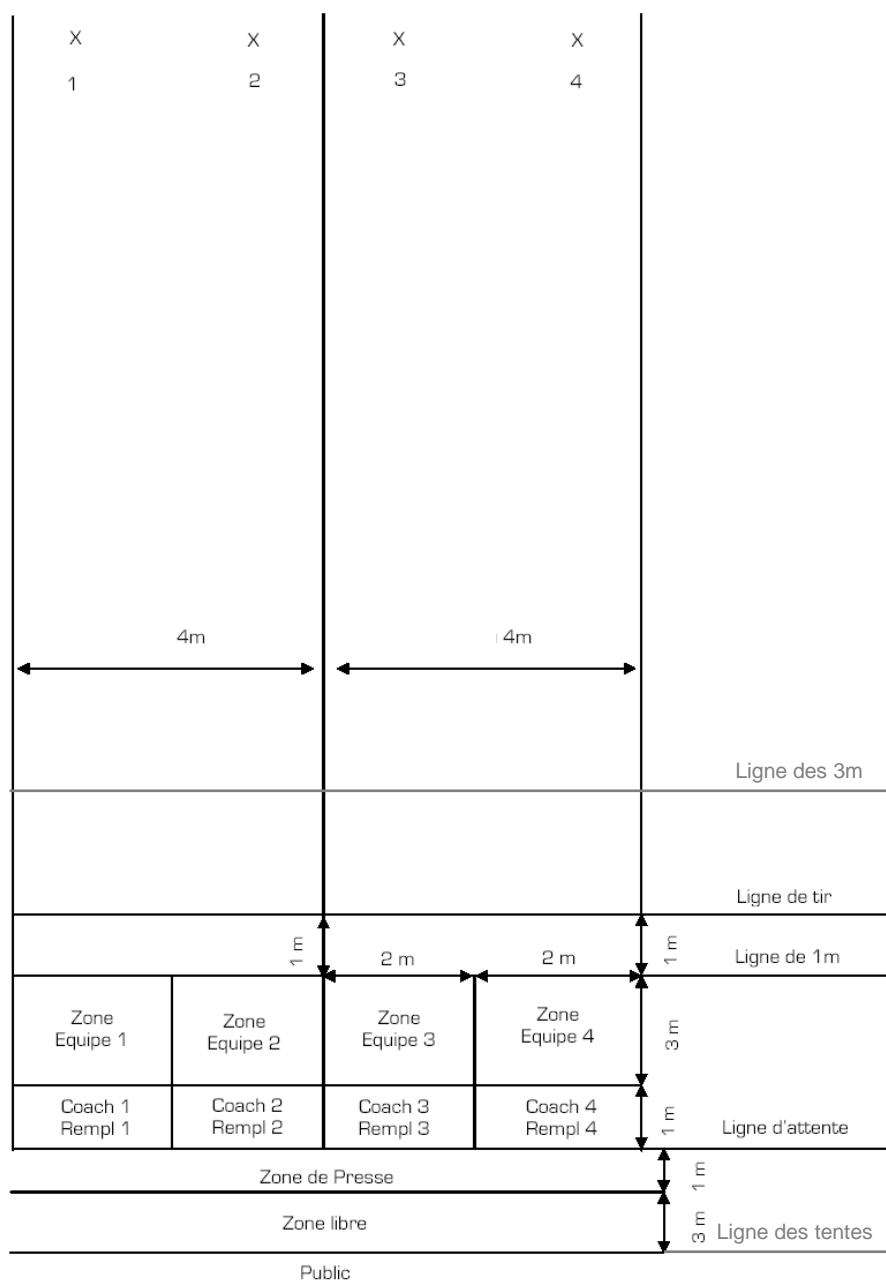 X X X X
1 2 3 4
4m 4m
Ligne des 3m
Ligne de tir
1 m 2 m 2 m 1 m Ligne de 1m
Zone Zone Zone Zone
Equipe 1 Equipe 2 Equipe 3 Equipe 4
3 m
Coach 1 Coach 2 Coach 3 Coach 4
Rempl 1 Rempl 2 Rempl 3 Rempl 4
1 m Ligne d'attente
Zone de Presse 1 m
Zone libre 3 m Ligne des tentes
Public